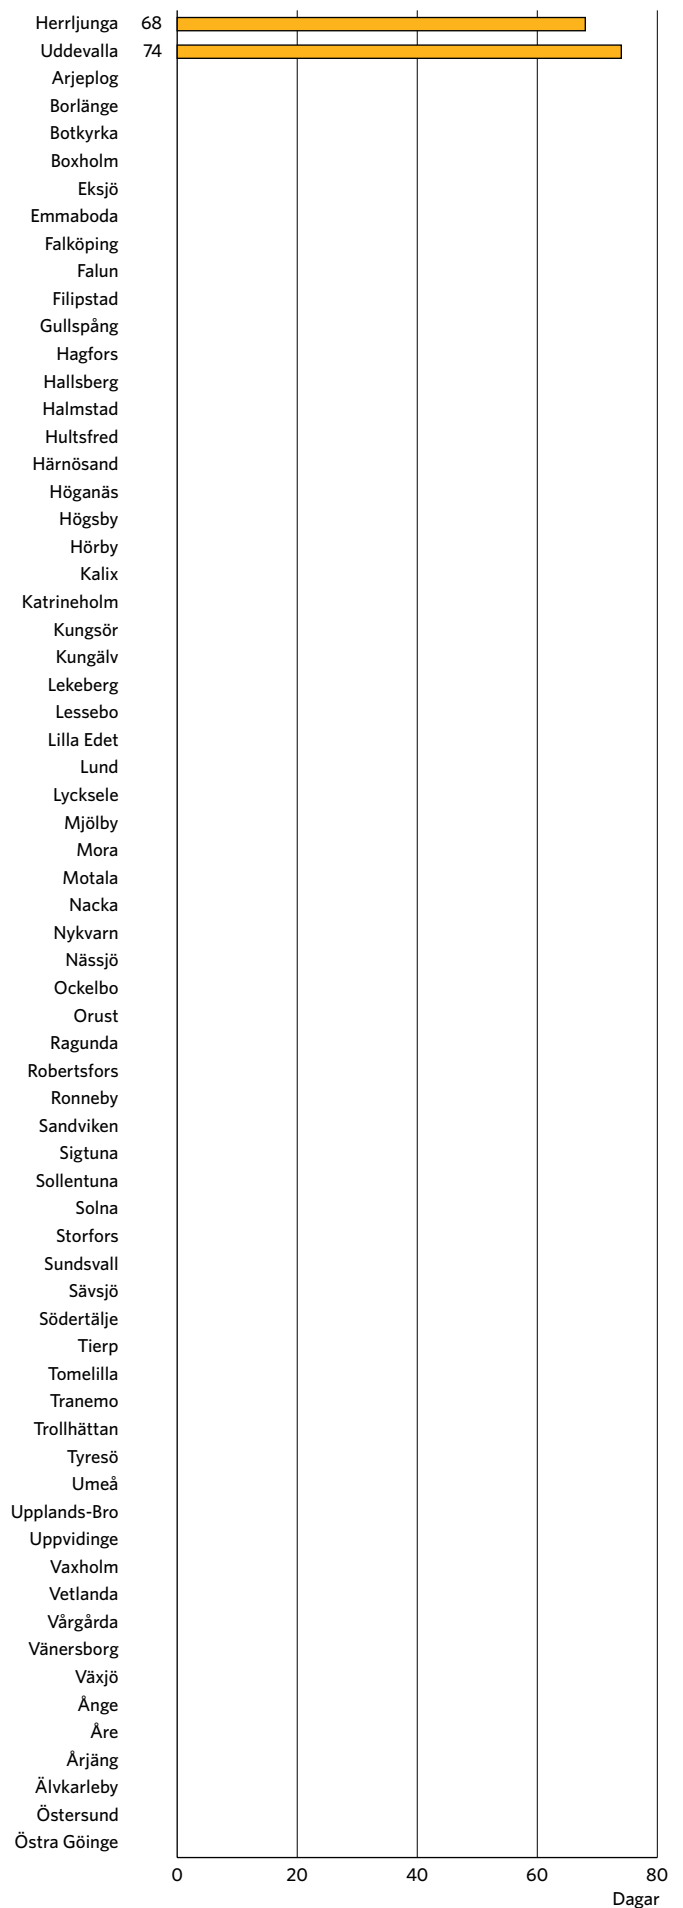 Herrljunga 68
Uddevalla 74
Arjeplog
Borlänge
Botkyrka
Boxholm
Eksjö
Emmaboda
Falköping
Falun
Filipstad
Gullspång
Hagfors
Hallsberg
Halmstad
Hultsfred
Härnösand
Höganäs
Högsby
Hörby
Kalix
Katrineholm
Kungsör
Kungälv
Lekeberg
Lessebo
Lilla Edet
Lund
Lycksele
Mjölby
Mora
Motala
Nacka
Nykvarn
Nässjö
Ockelbo
Orust
Ragunda
Robertsfors
Ronneby
Sandviken
Sigtuna
Sollentuna
Solna
Storfors
Sundsvall
Sävsjö
Södertälje
Tierp
Tomelilla
Tranemo
Trollhättan
Tyresö
Umeå
Upplands-Bro
Uppvidinge
Vaxholm
Vetlanda
Vårgårda
Vänersborg
Växjö
Ånge
Åre
Årjäng
Älvkarleby
Östersund
Östra Göinge
0 20 40 60 80
Dagar